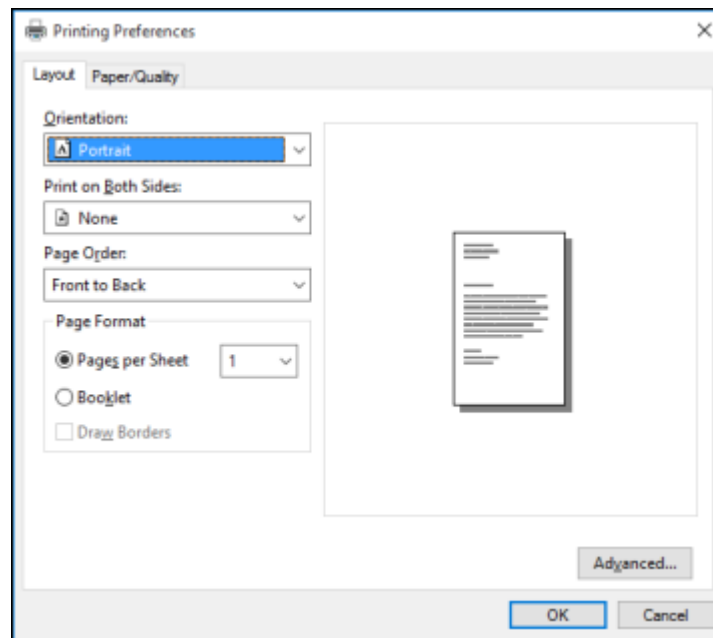 Printing Preferences
Layout Paper/Quality
Orientation:
Portrait
Print on Both Sides:
None
Page Order:
Front to Back
Page Format
Pages per Sheet 1
Booklet
Draw Borders
Advanced...
OK Cancel